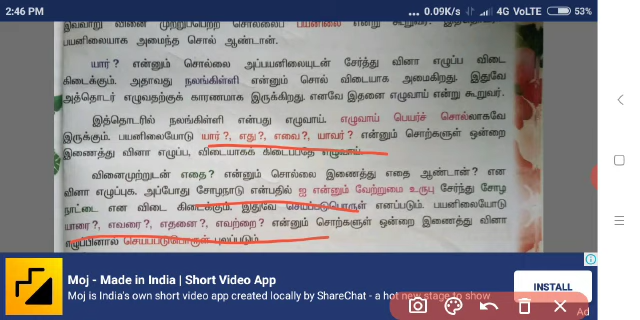 2:46 PM
... 0.09K/s 4G VoLTE 53%
இவ்வாறு வினை முற்றுப்பெற்ற சொல்லைப் பயனிலை என்று கூறுவர்.
பயனிலையாக அமைந்த சொல் ஆண்டான்.
யார் ? என்னும் சொல்லை அப்பயனிலையுடன் சேர்த்து வினா எழுப்ப விடை
கிடைக்கும். அதாவது நலங்கிள்ளி என்னும் சொல் விடையாக அமைகிறது. இதுவே
அத்தொடர் எழுவதற்குக் காரணமாக இருக்கிறது. எனவே இதனை எழுவாய் என்று கூறுவர்.
இத்தொடரில் நலங்கிள்ளி என்பது எழுவாய். எழுவாய் பெயர்ச் சொல்லாகவே
இருக்கும். பயனிலையோடு யார் ?, எது ?, எவை ?, யாவர் ? என்னும் சொற்களுள் ஒன்றை
இணைத்து வினா எழுப்ப, விடையாகக் கிடைப்பதே எழுவாய்.
வினைமுற்றுடன் எதை ? என்னும் சொல்லை இணைத்து எதை ஆண்டான் ? என
வினா எழுப்புக. அப்போது சோழநாடு என்பதில் ஐ என்னும் வேற்றுமை உருபு சேர்ந்து சோழ
நாட்டை என விடை கிடைக்கும். இதுவே செயப்படுபொருள் எனப்படும். பயனிலையோடு
யாரை ?, எவரை ?, எதனை ?, எவற்றை ? என்னும் சொற்களுள் ஒன்றை இணைத்து வினா
எழுப்பினால் செயப்படுபொருள் புலப்படும்.
Moj - Made in India | Short Video App
Moj is India's own short video app created locally by ShareChat - a hot new stage to show
INSTALL
Ad